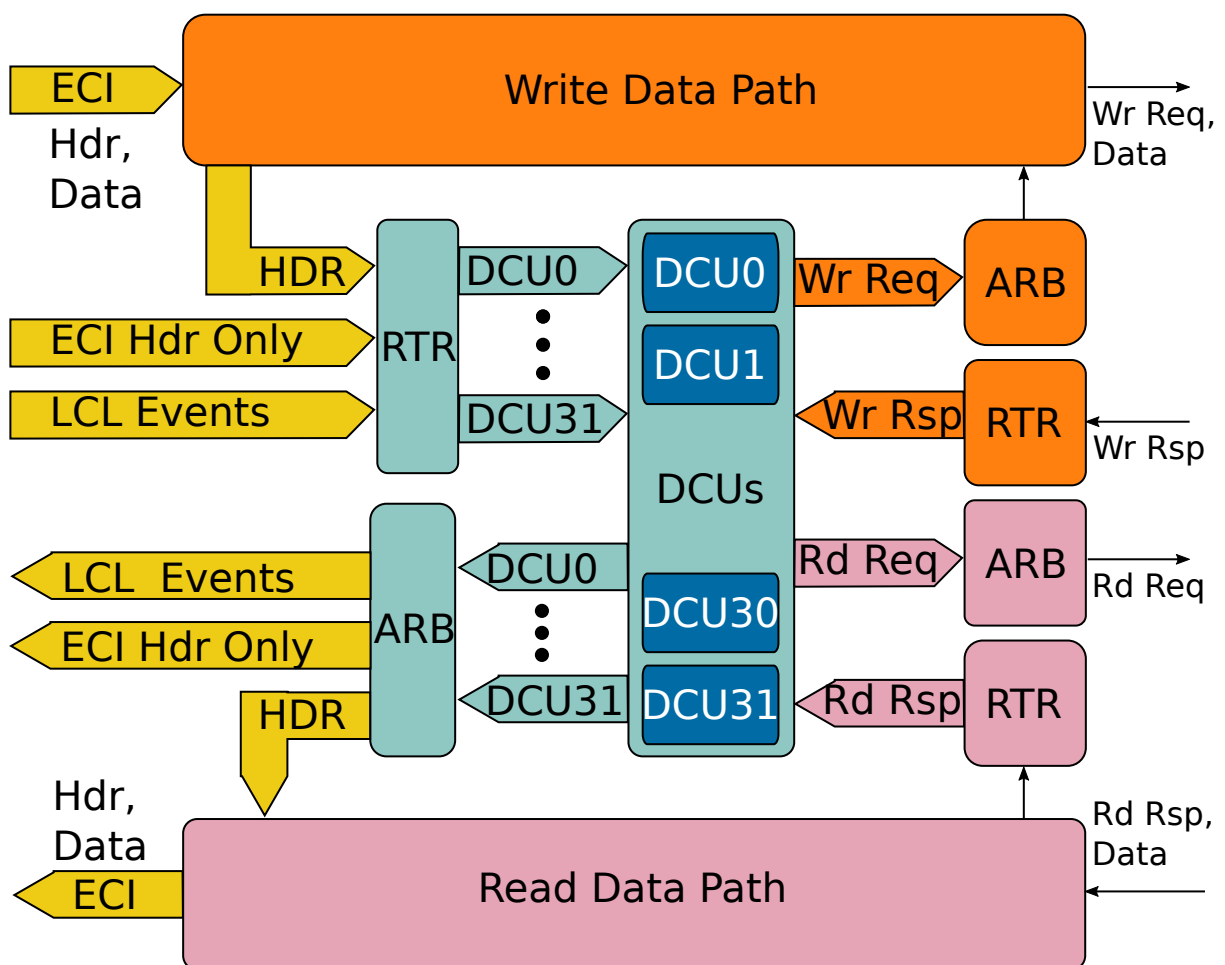 Write Data Path
ECI
Hdr,
Data
Wr Req,
Data
HDR
RTR
DCU0
DCU0
Wr Req
ARB
ECI Hdr Only
DCU1
LCL Events
DCU31
Wr Rsp
RTR
Wr Rsp
DCUs
LCL Events
ARB
DCU0
Rd Req
ARB
Rd Req
ECI Hdr Only
DCU30
HDR
DCU31
DCU31
Rd Rsp
RTR
Hdr,
Data
Rd Rsp,
Data
ECI
Read Data Path